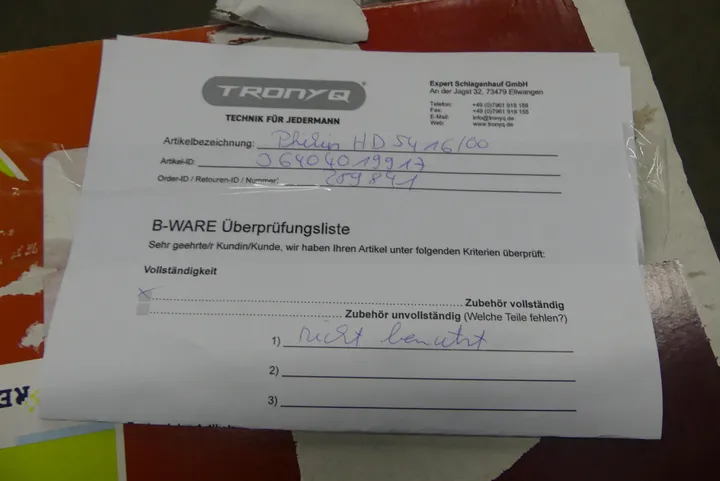 TRONYQ®
TECHNIK FÜR JEDERMANN
Expert Schlagenhauf GmbH
An der Jagst 32, 73479 Ellwangen
Telefon: +49 (0)7961 919 188
Fax: +49 (0)7961 919 155
E-Mail: info@tronyq.de
Web: www.tronyq.de
Artikelbezeichnung: Philips HD 5416/00
Artikel-ID: J6404019917
Order-ID / Retouren-ID / Nummer: 259841
B-WARE Überprüfungsliste
Sehr geehrte/r Kundin/Kunde, wir haben Ihren Artikel unter folgenden Kriterien überprüft:
Vollständigkeit
x Zubehör vollständig
Zubehör unvollständig (Welche Teile fehlen?)
1) nicht benutzt
2)
3)